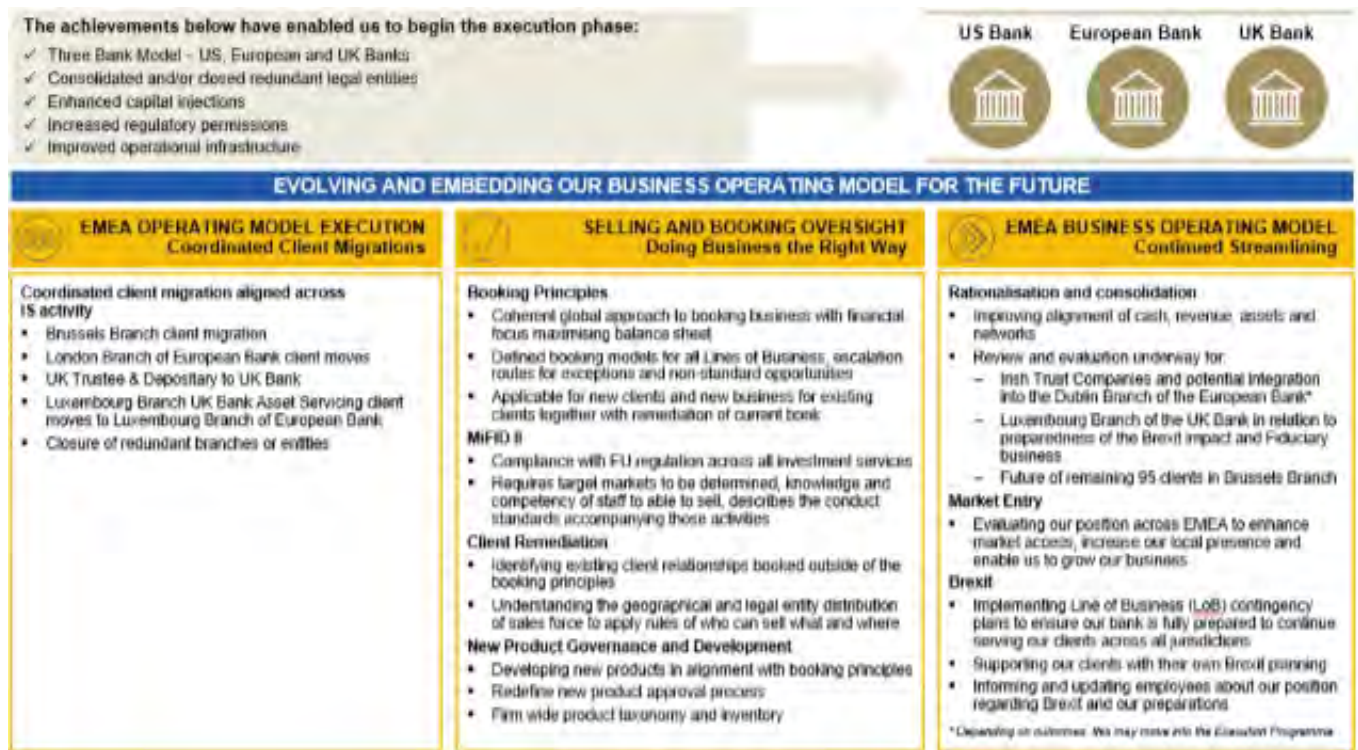 The achievements below have enabled us to begin the execution phase:
✓ Three Bank Model – US, European and UK Banks
✓ Consolidated and/or closed redundant legal entities
✓ Enhanced capital injections
✓ Increased regulatory permissions
✓ Improved operational infrastructure
US Bank European Bank UK Bank
EVOLVING AND EMBEDDING OUR BUSINESS OPERATING MODEL FOR THE FUTURE
EMEA OPERATING MODEL EXECUTION
Coordinated Client Migrations
Coordinated client migration aligned across
IS activity
▪ Brussels Branch client migration
▪ London Branch of European Bank client moves
▪ UK Trustee & Depositary to UK Bank
▪ Luxembourg Branch UK Bank Asset Servicing client
moves to Luxembourg Branch of European Bank
▪ Closure of redundant branches or entities
SELLING AND BOOKING OVERSIGHT
Doing Business the Right Way
Booking Principles
▪ Coherent global approach to booking business with financial
focus maximising balance sheet
▪ Defined booking models for all Lines of Business, escalation
routes for exceptions and non-standard opportunities
▪ Applicable for new clients and new business for existing
clients together with remediation of current book
MiFID II
▪ Compliance with EU regulation across all investment services
▪ Requires target markets to be determined, knowledge and
competency of staff to able to sell, describes the conduct
standards accompanying those activities
Client Remediation
▪ Identifying existing client relationships booked outside of the
booking principles
▪ Understanding the geographical and legal entity distribution
of sales force to apply rules of who can sell what and where
New Product Governance and Development
▪ Developing new products in alignment with booking principles
▪ Redefine new product approval process
▪ Firm wide product taxonomy and inventory
EMEA BUSINESS OPERATING MODEL
Continued Streamlining
Rationalisation and consolidation
▪ Improving alignment of cash, revenue, assets and
networks
▪ Review and evaluation underway for:
– Irish Trust Companies and potential integration
into the Dublin Branch of the European Bank*
– Luxembourg Branch of the UK Bank in relation to
preparedness of the Brexit impact and Fiduciary
business
– Future of remaining 95 clients in Brussels Branch
Market Entry
▪ Evaluating our position across EMEA to enhance
market access, increase our local presence and
enable us to grow our business
Brexit
▪ Implementing Line of Business (LoB) contingency
plans to ensure our bank is fully prepared to continue
serving our clients across all jurisdictions
▪ Supporting our clients with their own Brexit planning
▪ Informing and updating employees about our position
regarding Brexit and our preparations
* Depending on outcomes. We may move into the Execution Programme